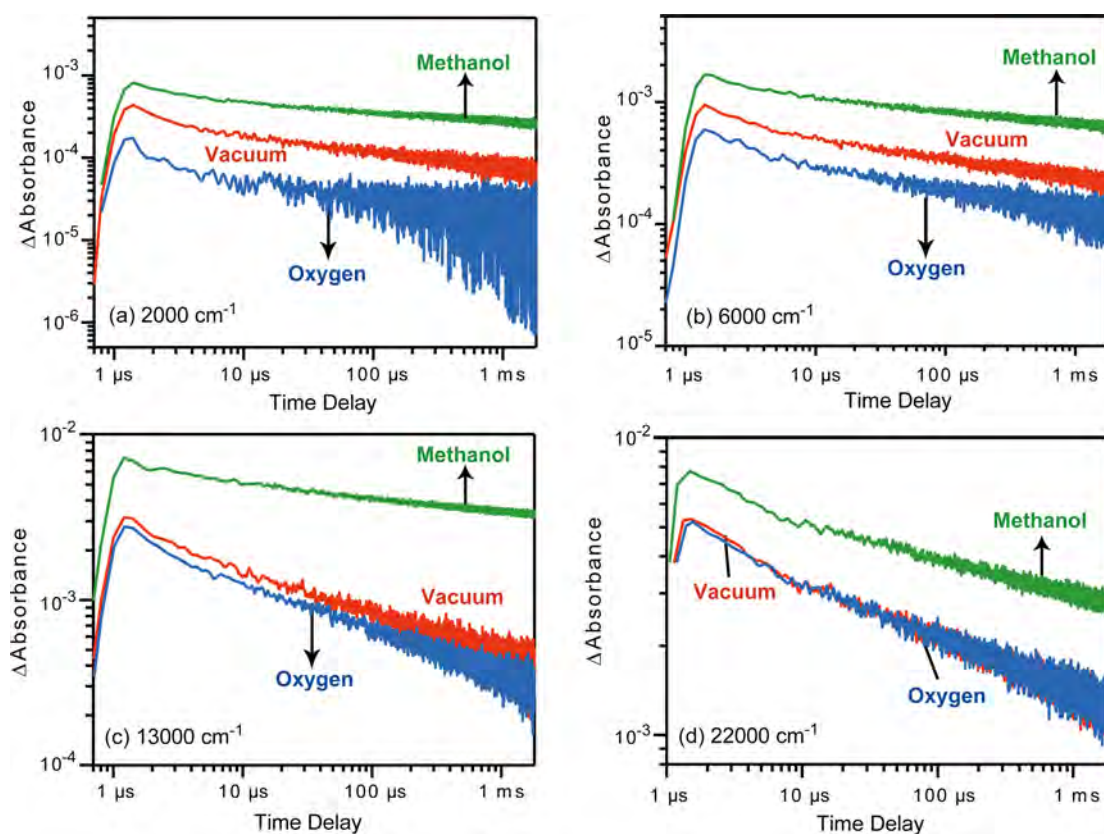 10⁻³
10⁻⁴
10⁻⁵
10⁻⁶
ΔAbsorbance
Methanol
Vacuum
Oxygen
(a) 2000 cm⁻¹
1 µs
10 µs
100 µs
1 ms
Time Delay
10⁻³
10⁻⁴
10⁻⁵
ΔAbsorbance
Methanol
Vacuum
Oxygen
(b) 6000 cm⁻¹
1 µs
10 µs
100 µs
1 ms
Time Delay
10⁻²
10⁻³
10⁻⁴
ΔAbsorbance
Methanol
Vacuum
Oxygen
(c) 13000 cm⁻¹
1 µs
10 µs
100 µs
1 ms
Time Delay
10⁻²
10⁻³
ΔAbsorbance
Methanol
Vacuum
Oxygen
(d) 22000 cm⁻¹
1 µs
10 µs
100 µs
1 ms
Time Delay